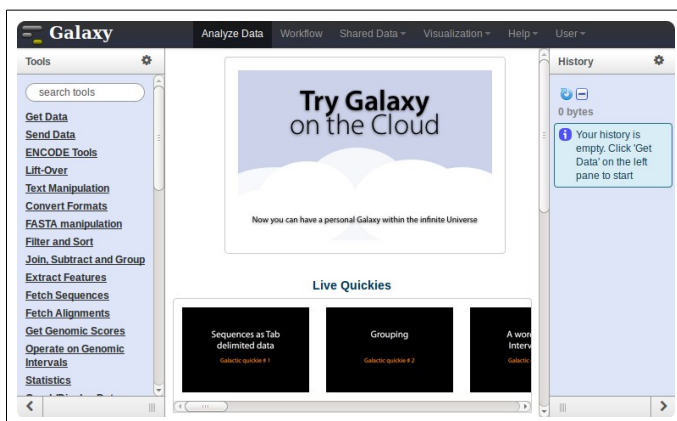 Galaxy
Analyze Data Workflow Shared Data Visualization Help User
Tools
search tools
Get Data
Send Data
ENCODE Tools
Lift-Over
Text Manipulation
Convert Formats
FASTA manipulation
Filter and Sort
Join, Subtract and Group
Extract Features
Fetch Sequences
Fetch Alignments
Get Genomic Scores
Operate on Genomic
Intervals
Statistics
Try Galaxy
on the Cloud
Now you can have a personal Galaxy within the infinite Universe
Live Quickies
Sequences as Tab
delimited data
Galactic quickie # 1
Grouping
Galactic quickie # 2
A wor
Interv
Galactic
History
0 bytes
Your history is
empty. Click 'Get
Data' on the left
pane to start